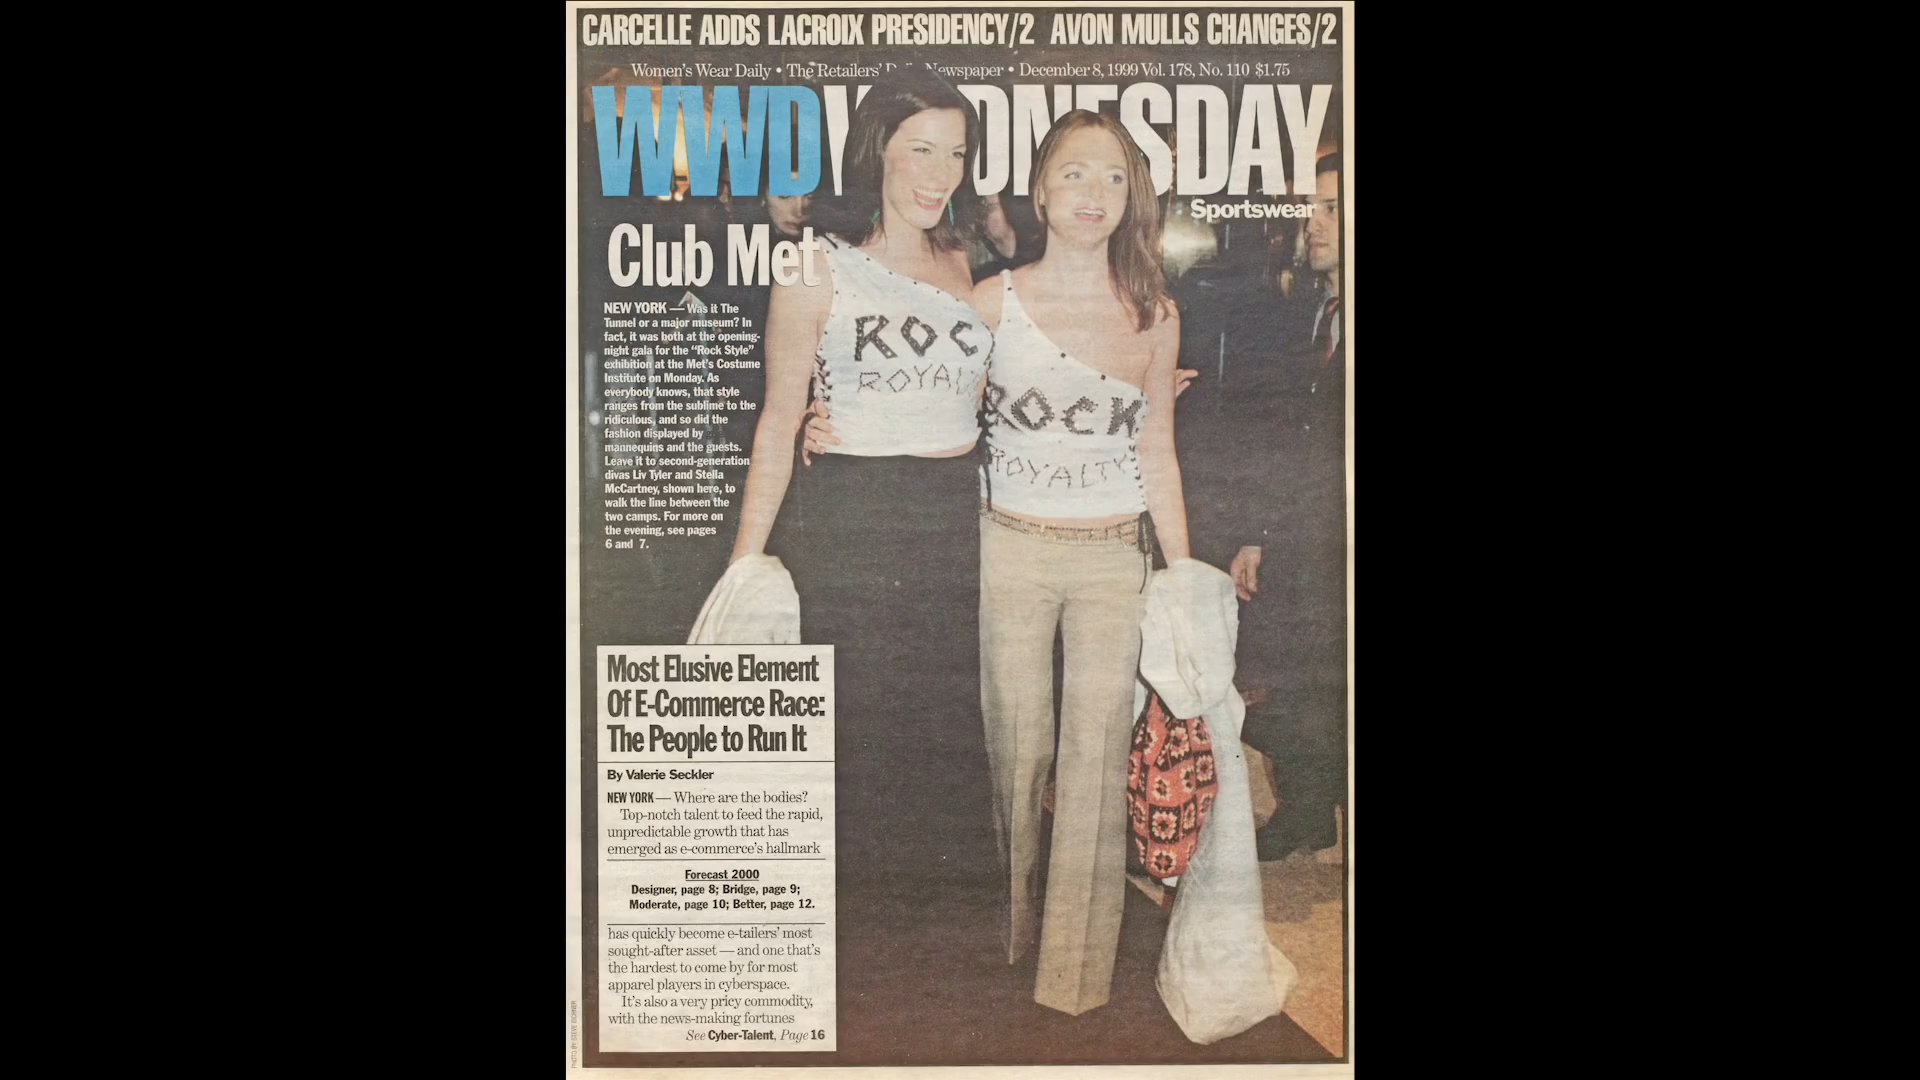 CARCELLE ADDS LACROIX PRESIDENCY/2 AVON MULLS CHANGES/2
Women's Wear Daily • The Retailers' Newspaper • December 8, 1999 Vol. 178, No. 110 $1.75
WWD WEDNESDAY
Sportswear
Club Met
NEW YORK — Was it The
Tunnel or a major museum? In
fact, it was both at the opening-
night gala for the “Rock Style”
exhibition at the Met's Costume
Institute on Monday. As
everybody knows, that style
ranges from the sublime to the
ridiculous, and so did the
fashion displayed by
mannequins and the guests.
Leave it to second-generation
divas Liv Tyler and Stella
McCartney, shown here, to
walk the line between the
two camps. For more on
the evening, see pages
6 and 7.
ROC
ROYAL
ROCK
ROYALTY
Most Elusive Element
Of E-Commerce Race:
The People to Run It
By Valerie Seckler
NEW YORK — Where are the bodies?
Top-notch talent to feed the rapid,
unpredictable growth that has
emerged as e-commerce's hallmark
Forecast 2000
Designer, page 8; Bridge, page 9;
Moderate, page 10; Better, page 12.
has quickly become e-tailers' most
sought-after asset — and one that's
the hardest to come by for most
apparel players in cyberspace.
It's also a very pricy commodity,
with the news-making fortunes
See Cyber-Talent, Page 16
PHOTO BY STEVE